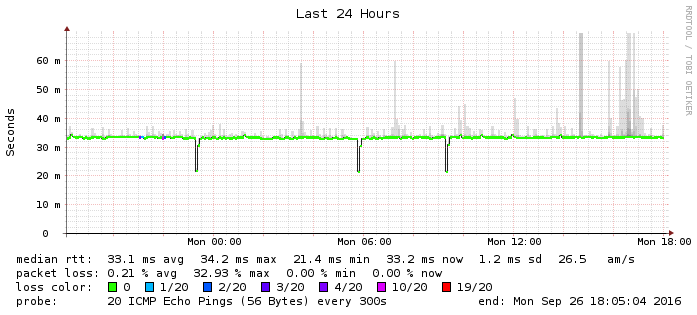 Last 24 Hours
RRDTOOL / TOBI OETIKER
Seconds
60 m
50 m
40 m
30 m
20 m
10 m
0
Mon 00:00 Mon 06:00 Mon 12:00 Mon 18:00
median rtt: 33.1 ms avg 34.2 ms max 21.4 ms min 33.2 ms now 1.2 ms sd 26.5 am/s
packet loss: 0.21 % avg 32.93 % max 0.00 % min 0.00 % now
loss color: 0 1/20 2/20 3/20 4/20 10/20 19/20
probe: 20 ICMP Echo Pings (56 Bytes) every 300s end: Mon Sep 26 18:05:04 2016